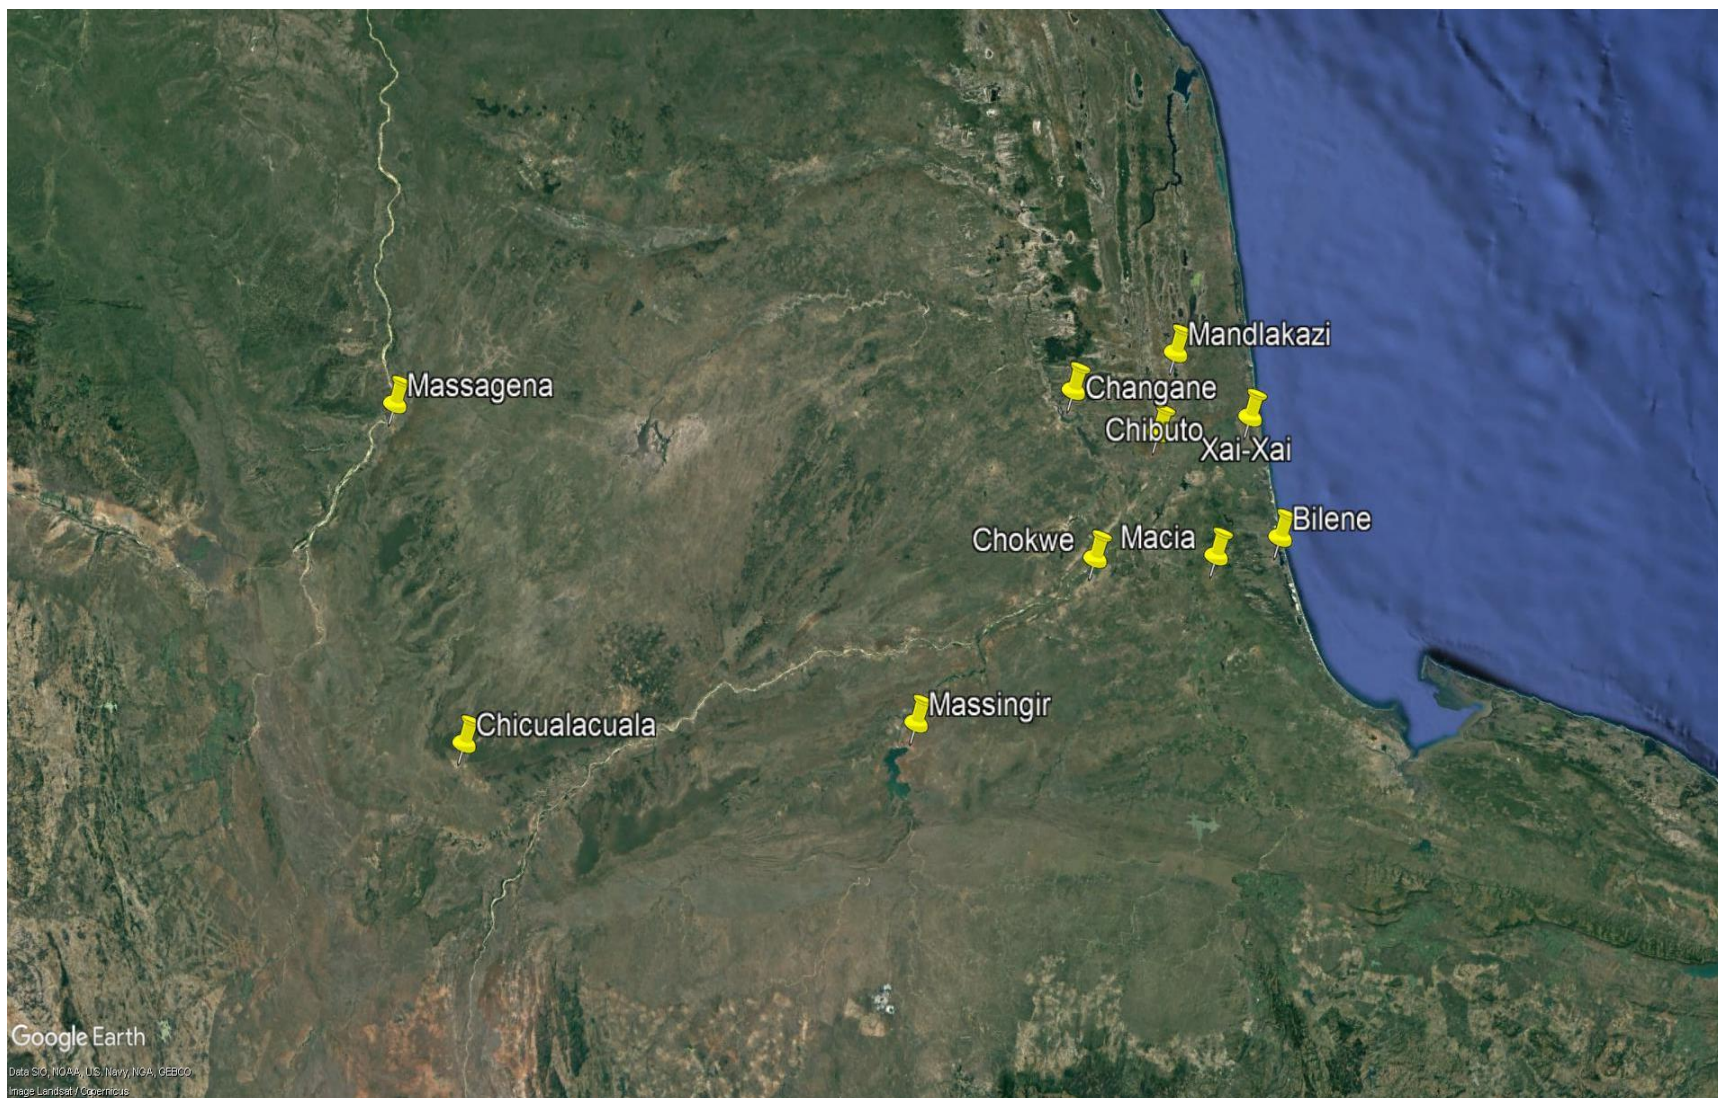 Mandlakazi
Massagena
Changane
Chibuto
Xai-Xai
Bilene
Chokwe
Macia
Massingir
Chicualacuala
Google Earth
Data SIO, NOAA, U.S. Navy, NGA, GEBCO
Image Landsat / Copernicus